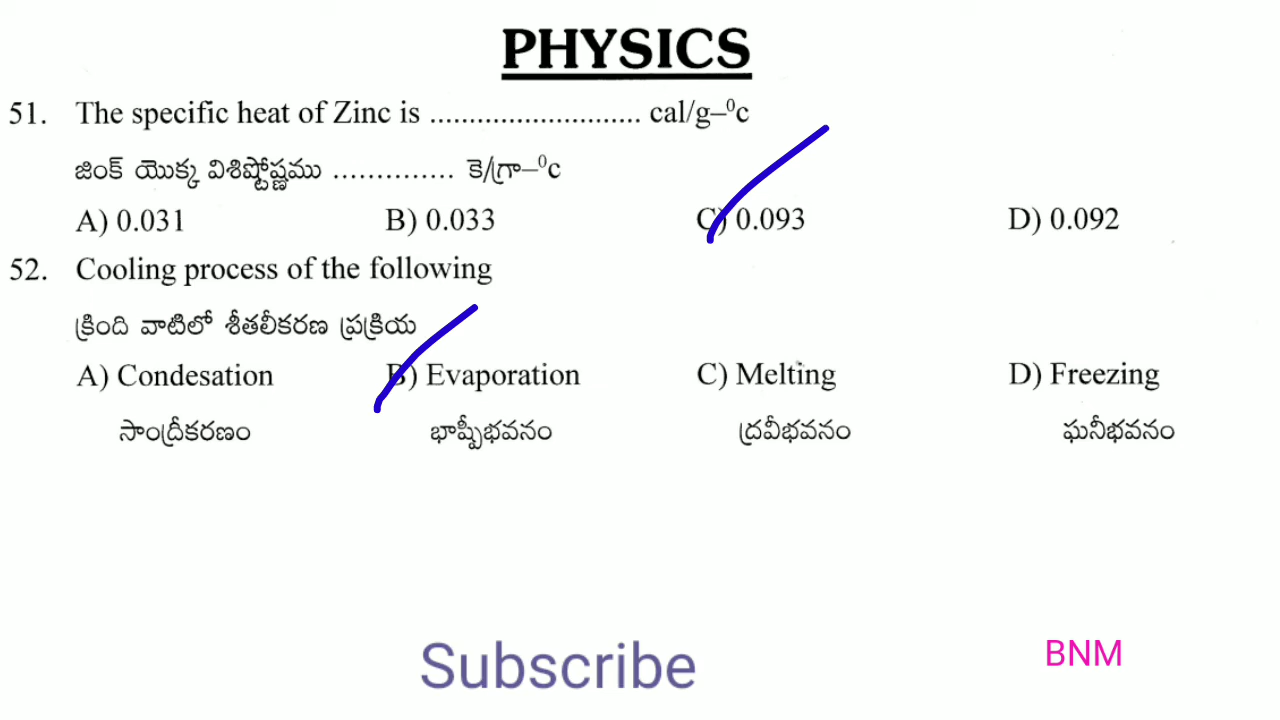 PHYSICS
51. The specific heat of Zinc is .......................... cal/g–⁰c
జింక్ యొక్క విశిష్టోష్ణము .............. కె/గ్రా–⁰c
A) 0.031 B) 0.033 C) 0.093 D) 0.092
52. Cooling process of the following
క్రింది వాటిలో శీతలీకరణ ప్రక్రియ
A) Condesation B) Evaporation C) Melting D) Freezing
సాంద్రీకరణం భాష్పీభవనం ద్రవీభవనం ఘనీభవనం
Subscribe
BNM